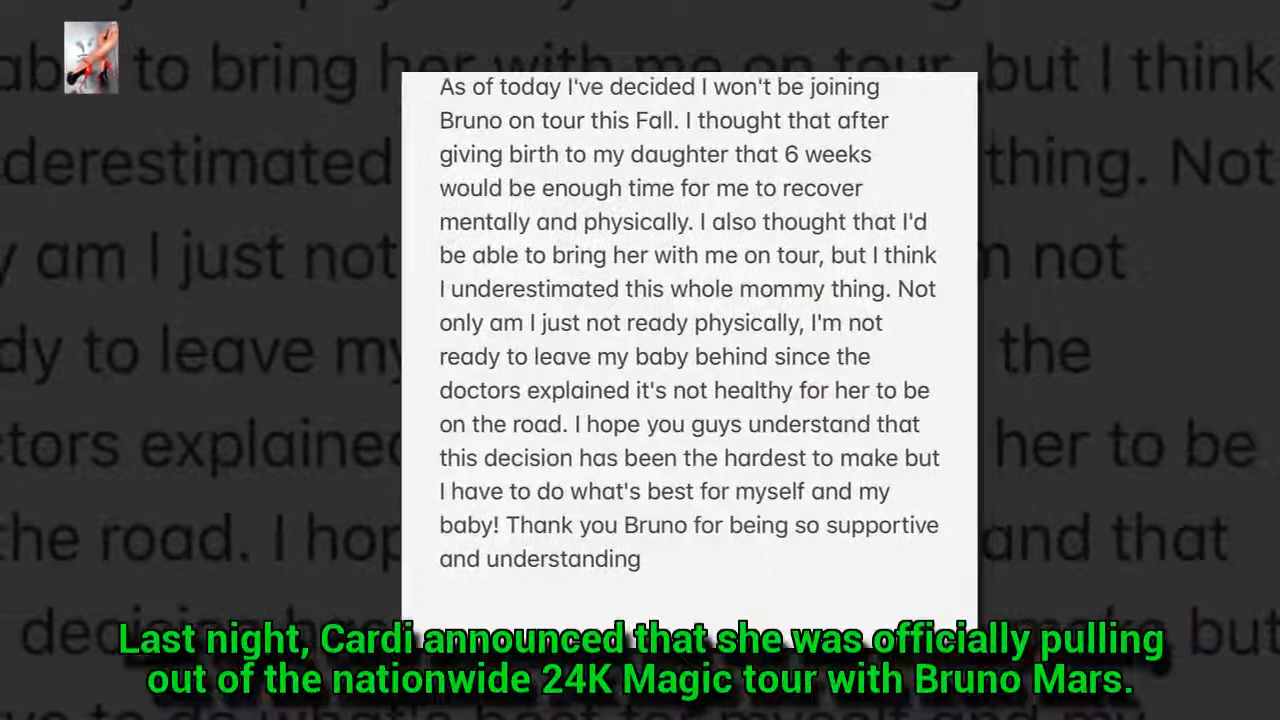 As of today I've decided I won't be joining
Bruno on tour this Fall. I thought that after
giving birth to my daughter that 6 weeks
would be enough time for me to recover
mentally and physically. I also thought that I'd
be able to bring her with me on tour, but I think
I underestimated this whole mommy thing. Not
only am I just not ready physically, I'm not
ready to leave my baby behind since the
doctors explained it's not healthy for her to be
on the road. I hope you guys understand that
this decision has been the hardest to make but
I have to do what's best for myself and my
baby! Thank you Bruno for being so supportive
and understanding
Last night, Cardi announced that she was officially pulling
out of the nationwide 24K Magic tour with Bruno Mars.